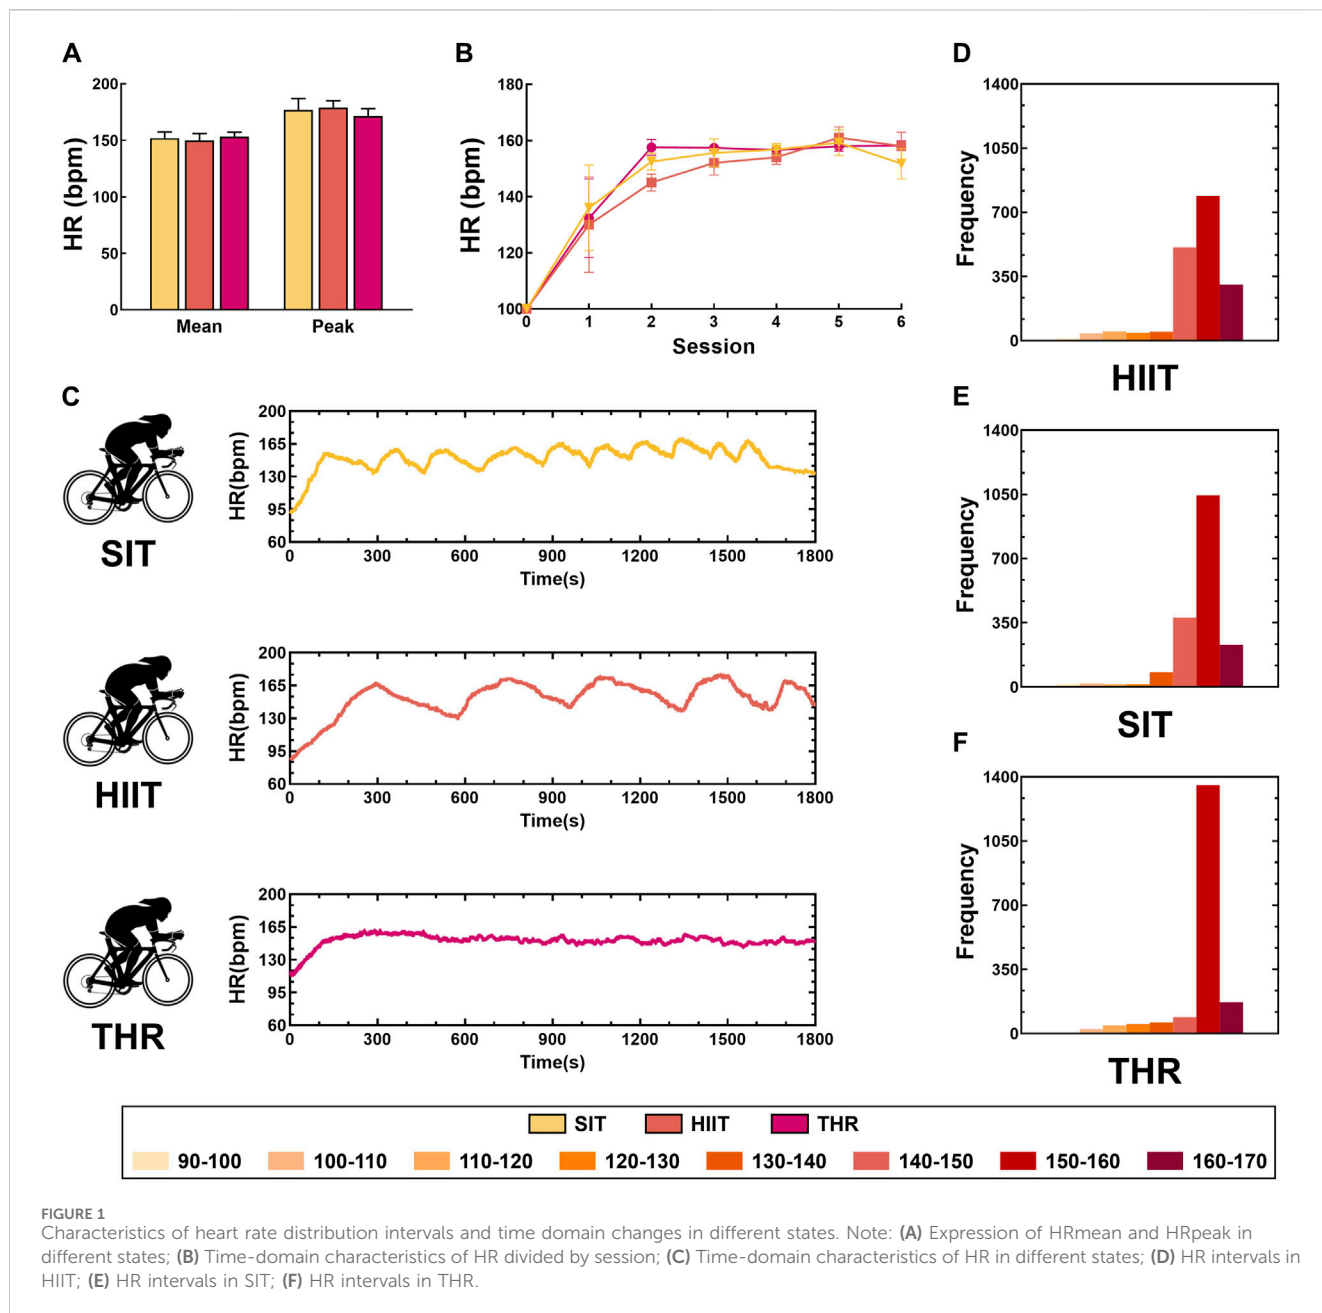 A
HR (bpm)
200
150
100
50
0
Mean
Peak
B
HR (bpm)
180
160
140
120
100
0
1
2
3
4
5
6
Session
D
Frequency
1400
1050
700
350
0
HIIT
C
SIT
HR(bpm)
200
165
130
95
60
0
300
600
900
1200
1500
1800
Time(s)
HIIT
HR(bpm)
200
165
130
95
60
0
300
600
900
1200
1500
1800
Time(s)
THR
HR(bpm)
200
165
130
95
60
0
300
600
900
1200
1500
1800
Time(s)
E
Frequency
1400
1050
700
350
0
SIT
F
Frequency
1400
1050
700
350
0
THR
SIT HIIT THR
90-100 100-110 110-120 120-130 130-140 140-150 150-160 160-170
FIGURE 1
Characteristics of heart rate distribution intervals and time domain changes in different states. Note: (A) Expression of HRmean and HRpeak in
different states; (B) Time-domain characteristics of HR divided by session; (C) Time-domain characteristics of HR in different states; (D) HR intervals in
HIIT; (E) HR intervals in SIT; (F) HR intervals in THR.